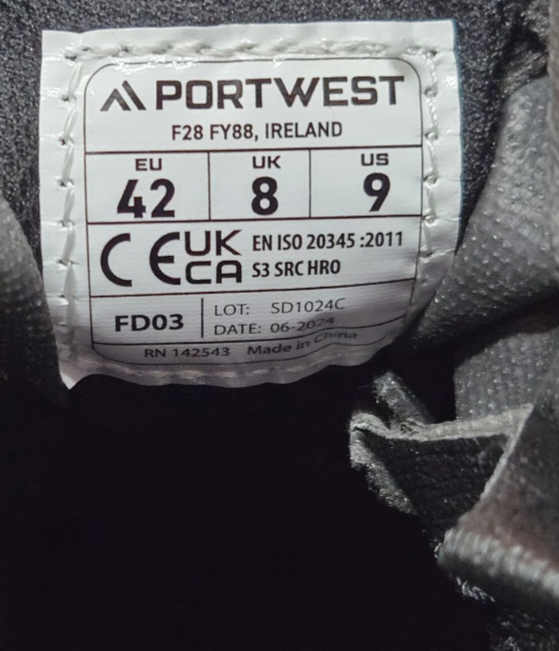 PORTWEST
F28 FY88, IRELAND
EU UK US
42 8 9
CE UK CA EN ISO 20345 :2011
S3 SRC HRO
FD03 LOT: SD1024C
DATE: 06-2024
RN 142543 Made in China